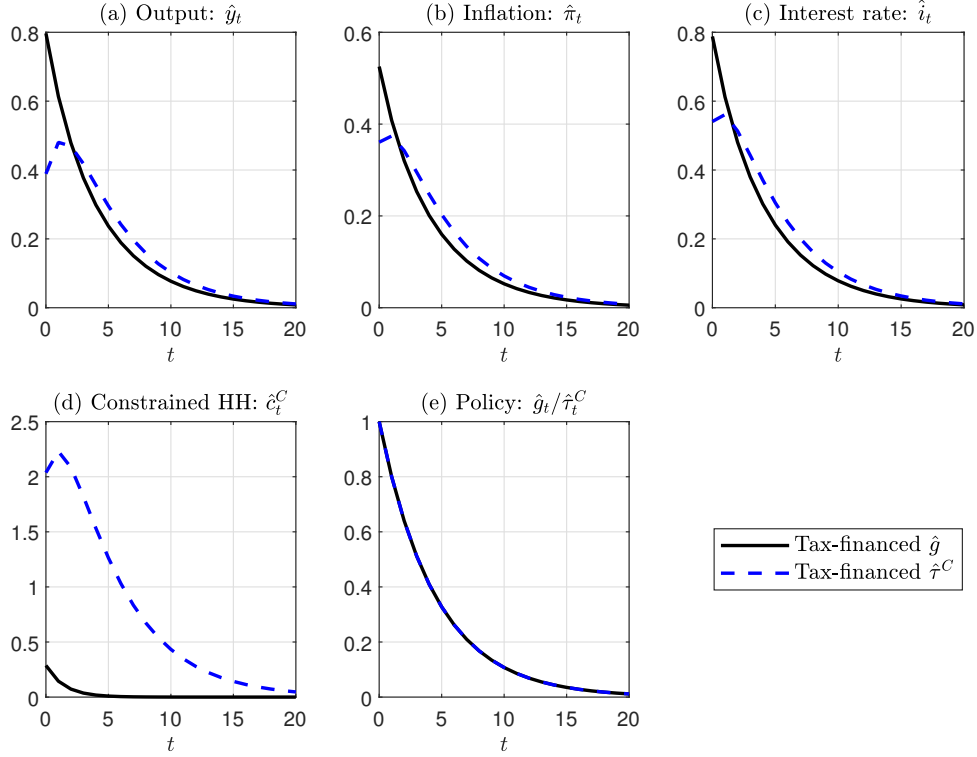 (a) Output: ŷ_t
(b) Inflation: π̂_t
(c) Interest rate: î_t
0.8
0.6
0.4
0.2
0
0 5 10 15 20
t
0.6
0.4
0.2
0
0 5 10 15 20
t
0.8
0.6
0.4
0.2
0
0 5 10 15 20
t
(d) Constrained HH: ĉ_t^C
(e) Policy: ĝ_t/τ̂_t^C
2.5
2
1.5
1
0.5
0
0 5 10 15 20
t
1
0.8
0.6
0.4
0.2
0
0 5 10 15 20
t
Tax-financed ĝ
Tax-financed τ̂^C